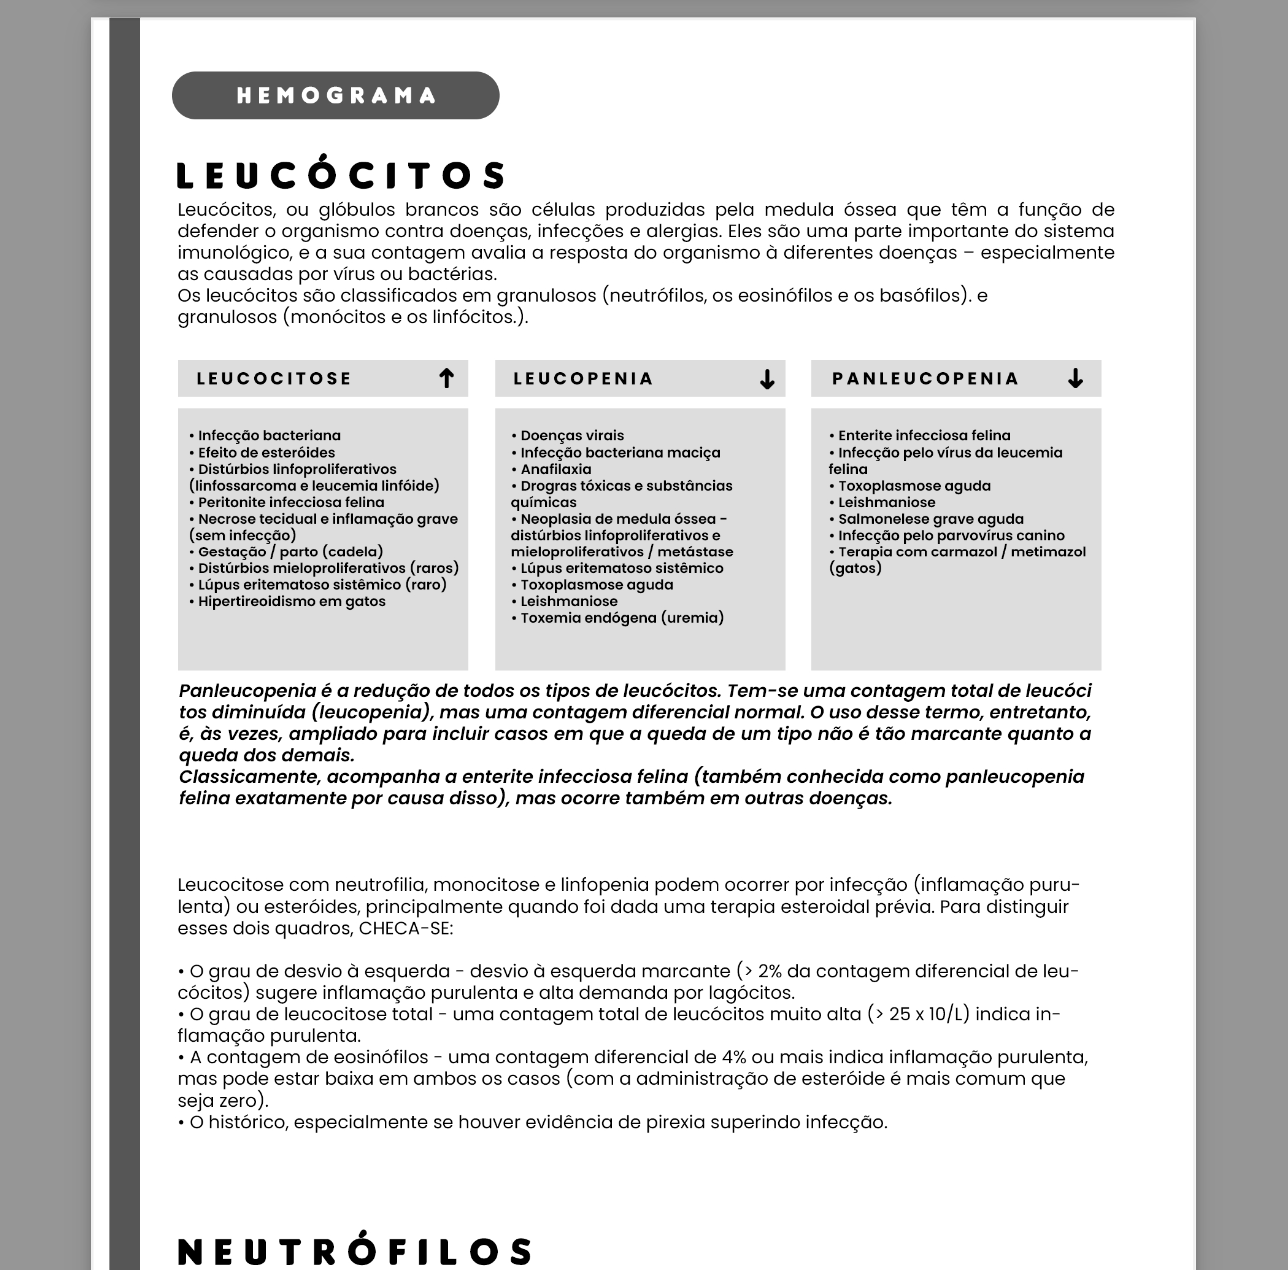 HEMOGRAMA
LEUCÓCITOS
Leucócitos, ou glóbulos brancos são células produzidas pela medula óssea que têm a função de
defender o organismo contra doenças, infecções e alergias. Eles são uma parte importante do sistema
imunológico, e a sua contagem avalia a resposta do organismo à diferentes doenças – especialmente
as causadas por vírus ou bactérias.
Os leucócitos são classificados em granulosos (neutrófilos, os eosinófilos e os basófilos). e
granulosos (monócitos e os linfócitos.).
LEUCOCITOSE ↑
• Infecção bacteriana
• Efeito de esteróides
• Distúrbios linfoproliferativos
(linfossarcoma e leucemia linfóide)
• Peritonite infecciosa felina
• Necrose tecidual e inflamação grave
(sem infecção)
• Gestação / parto (cadela)
• Distúrbios mieloproliferativos (raros)
• Lúpus eritematoso sistêmico (raro)
• Hipertireoidismo em gatos
LEUCOPENIA ↓
• Doenças virais
• Infecção bacteriana maciça
• Anafilaxia
• Drogras tóxicas e substâncias
químicas
• Neoplasia de medula óssea -
distúrbios linfoproliferativos e
mieloproliferativos / metástase
• Lúpus eritematoso sistêmico
• Toxoplasmose aguda
• Leishmaniose
• Toxemia endógena (uremia)
PANLEUCOPENIA ↓
• Enterite infecciosa felina
• Infecção pelo vírus da leucemia
felina
• Toxoplasmose aguda
• Leishmaniose
• Salmonelese grave aguda
• Infecção pelo parvovírus canino
• Terapia com carmazol / metimazol
(gatos)
Panleucopenia é a redução de todos os tipos de leucócitos. Tem-se uma contagem total de leucóci
tos diminuída (leucopenia), mas uma contagem diferencial normal. O uso desse termo, entretanto,
é, às vezes, ampliado para incluir casos em que a queda de um tipo não é tão marcante quanto a
queda dos demais.
Classicamente, acompanha a enterite infecciosa felina (também conhecida como panleucopenia
felina exatamente por causa disso), mas ocorre também em outras doenças.
Leucocitose com neutrofilia, monocitose e linfopenia podem ocorrer por infecção (inflamação puru-
lenta) ou esteróides, principalmente quando foi dada uma terapia esteroidal prévia. Para distinguir
esses dois quadros, CHECA-SE:
• O grau de desvio à esquerda - desvio à esquerda marcante (> 2% da contagem diferencial de leu-
cócitos) sugere inflamação purulenta e alta demanda por lagócitos.
• O grau de leucocitose total - uma contagem total de leucócitos muito alta (> 25 x 10/L) indica in-
flamação purulenta.
• A contagem de eosinófilos - uma contagem diferencial de 4% ou mais indica inflamação purulenta,
mas pode estar baixa em ambos os casos (com a administração de esteróide é mais comum que
seja zero).
• O histórico, especialmente se houver evidência de pirexia superindo infecção.
NEUTRÓFILOS